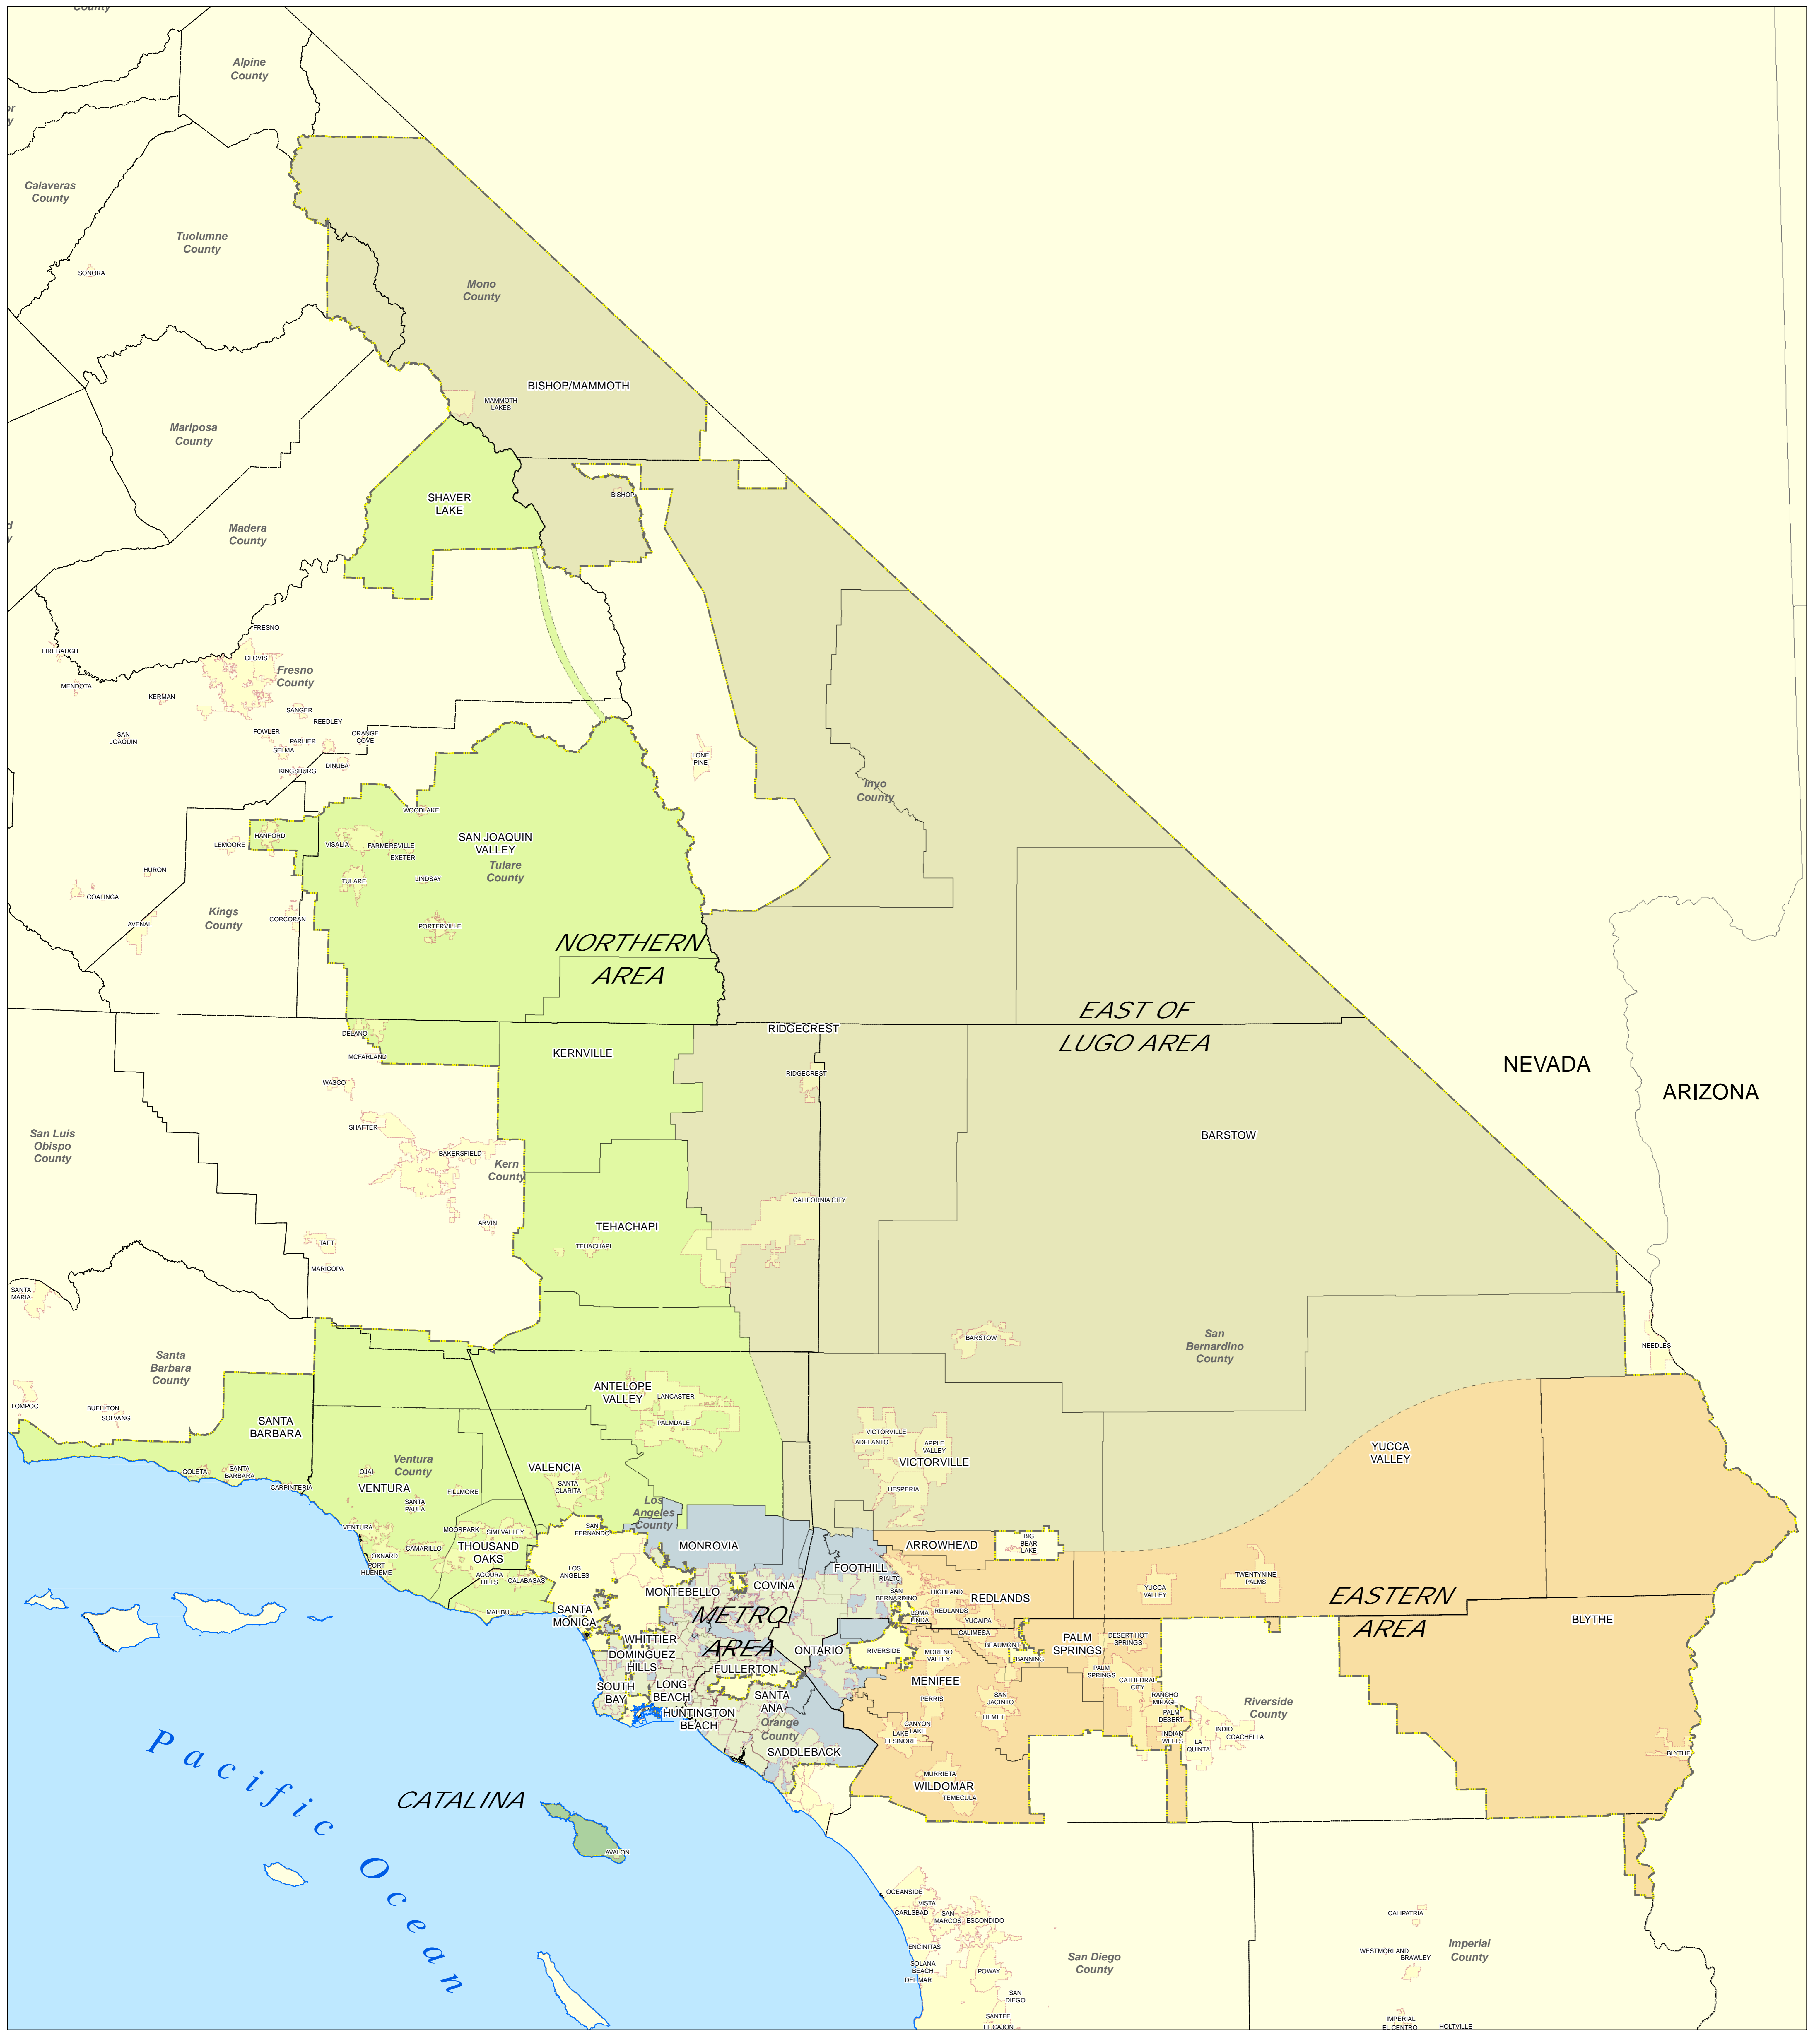 County
Alpine
County
or
y
Calaveras
County
Tuolumne
County
SONORA
Mono
County
BISHOP/MAMMOTH
MAMMOTH
LAKES
Mariposa
County
SHAVER
LAKE
BISHOP
d
y
Madera
County
FRESNO
FIREBAUGH
CLOVIS
Fresno
County
MENDOTA
KERMAN
SANGER
REEDLEY
SAN
JOAQUIN
FOWLER
PARLIER
ORANGE
COVE
SELMA
KINGSBURG
DINUBA
LONE
PINE
Inyo
County
WOODLAKE
HANFORD
LEMOORE
VISALIA
FARMERSVILLE
EXETER
SAN JOAQUIN
VALLEY
Tulare
County
HURON
TULARE
LINDSAY
COALINGA
AVENAL
Kings
County
CORCORAN
PORTERVILLE
NORTHERN
AREA
EAST OF
LUGO AREA
DELANO
MCFARLAND
KERNVILLE
RIDGECREST
RIDGECREST
NEVADA
ARIZONA
WASCO
SHAFTER
San Luis
Obispo
County
BAKERSFIELD
Kern
County
BARSTOW
CALIFORNIA CITY
ARVIN
TEHACHAPI
TEHACHAPI
TAFT
MARICOPA
SANTA
MARIA
Santa
Barbara
County
BARSTOW
San
Bernardino
County
NEEDLES
LOMPOC
BUELLTON
SOLVANG
SANTA
BARBARA
ANTELOPE
VALLEY
LANCASTER
PALMDALE
VICTORVILLE
ADELANTO
APPLE
VALLEY
VICTORVILLE
HESPERIA
YUCCA
VALLEY
GOLETA
SANTA
BARBARA
CARPINTERIA
OJAI
Ventura
County
VENTURA
SANTA
PAULA
FILLMORE
VALENCIA
SANTA
CLARITA
Los
Angeles
County
VENTURA
MOORPARK
SIMI VALLEY
SAN
FERNANDO
OXNARD
CAMARILLO
PORT
HUENEME
THOUSAND
OAKS
AGOURA
HILLS
CALABASAS
LOS
ANGELES
MALIBU
SANTA
MONICA
MONROVIA
MONTEBELLO
COVINA
FOOTHILL
RIALTO
SAN
BERNARDINO
ARROWHEAD
BIG
BEAR
LAKE
HIGHLAND
REDLANDS
REDLANDS
LOMA
LINDA
YUCAIPA
CALIMESA
YUCCA
VALLEY
TWENTYNINE
PALMS
EASTERN
AREA
BLYTHE
METRO
AREA
WHITTIER
DOMINGUEZ
HILLS
ONTARIO
RIVERSIDE
MORENO
VALLEY
BEAUMONT
BANNING
PALM
SPRINGS
DESERT HOT
SPRINGS
FULLERTON
SOUTH
BAY
LONG
BEACH
SANTA
ANA
HUNTINGTON
BEACH
Orange
County
SADDLEBACK
MENIFEE
PERRIS
SAN
JACINTO
HEMET
CANYON
LAKE
LAKE
ELSINORE
PALM
SPRINGS
CATHEDRAL
CITY
RANCHO
MIRAGE
PALM
DESERT
INDIAN
WELLS
LA
QUINTA
INDIO
COACHELLA
Riverside
County
BLYTHE
MURRIETA
WILDOMAR
TEMECULA
Pacific Ocean
CATALINA
AVALON
OCEANSIDE
VISTA
CARLSBAD
SAN
MARCOS
ESCONDIDO
ENCINITAS
SOLANA
BEACH
DEL MAR
POWAY
SAN
DIEGO
SANTEE
EL CAJON
San Diego
County
CALIPATRIA
WESTMORLAND
BRAWLEY
Imperial
County
IMPERIAL
EL CENTRO
HOLTVILLE